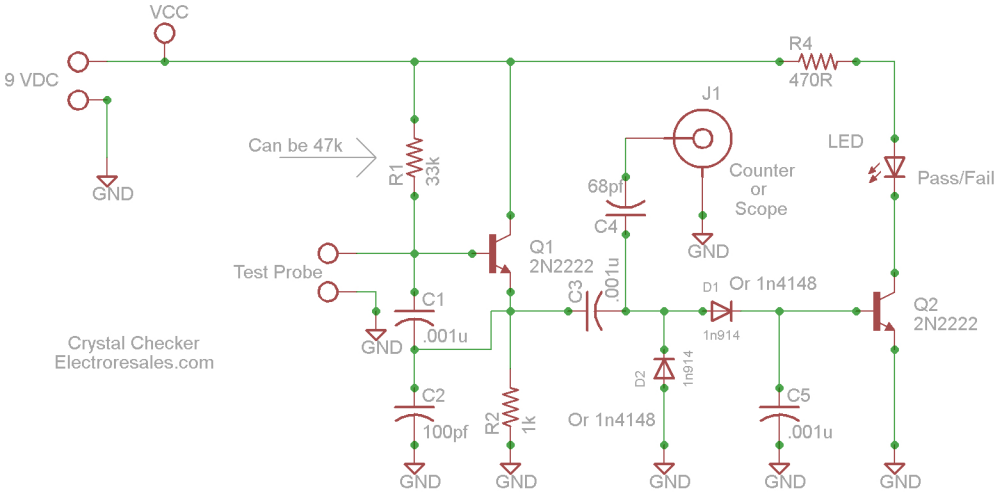 VCC
9 VDC
GND
Can be 47k
R1
33k
R4
470R
J1
LED
Pass/Fail
Counter
or
Scope
68pf
C4
GND
Test Probe
Q1
2N2222
C1
.001u
GND
C3
.001u
D1
Or 1n4148
1n914
Q2
2N2222
Crystal Checker
Electroresales.com
C2
100pf
R2
1k
D2
1n914
Or 1n4148
C5
.001u
GND
GND
GND
GND
GND